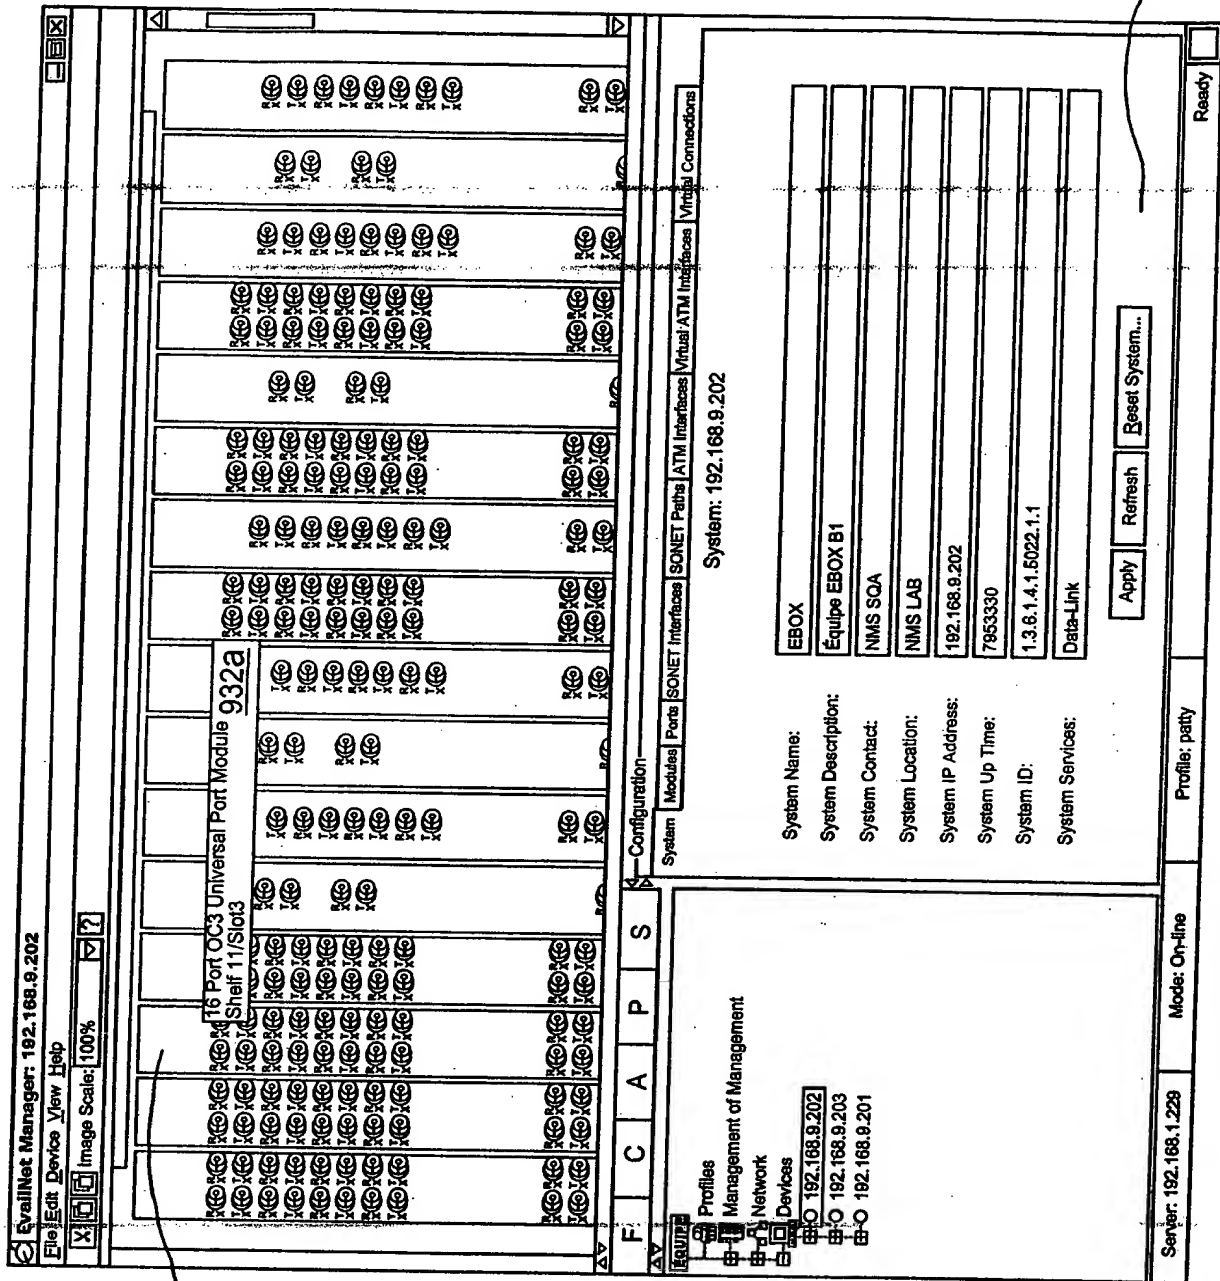 EvailNet Manager: 192.168.9.202
File Edit Device View Help
X Image Scale: 100% ?
16 Port OC3 Universal Port Module 932a
Shelf 11/Slot3
F C A P S
EQUIPE
Profiles
Management of Management
Network
Devices
192.168.9.202
192.168.9.203
192.168.9.201
Configuration
System Modules Ports SONET Interfaces SONET Paths ATM Interfaces Virtual ATM Interfaces Virtual Connections
System: 192.168.9.202
System Name: EBOX
System Description: Équipe EBOX B1
System Contact: NMS SQA
System Location: NMS LAB
System IP Address: 192.168.9.202
System Up Time: 7953330
System ID: 1.3.6.1.4.1.5022.1.1
System Services: Data-Link
Apply Refresh Reset System...
Server: 192.168.1.229 Mode: On-line Profile: patty Ready